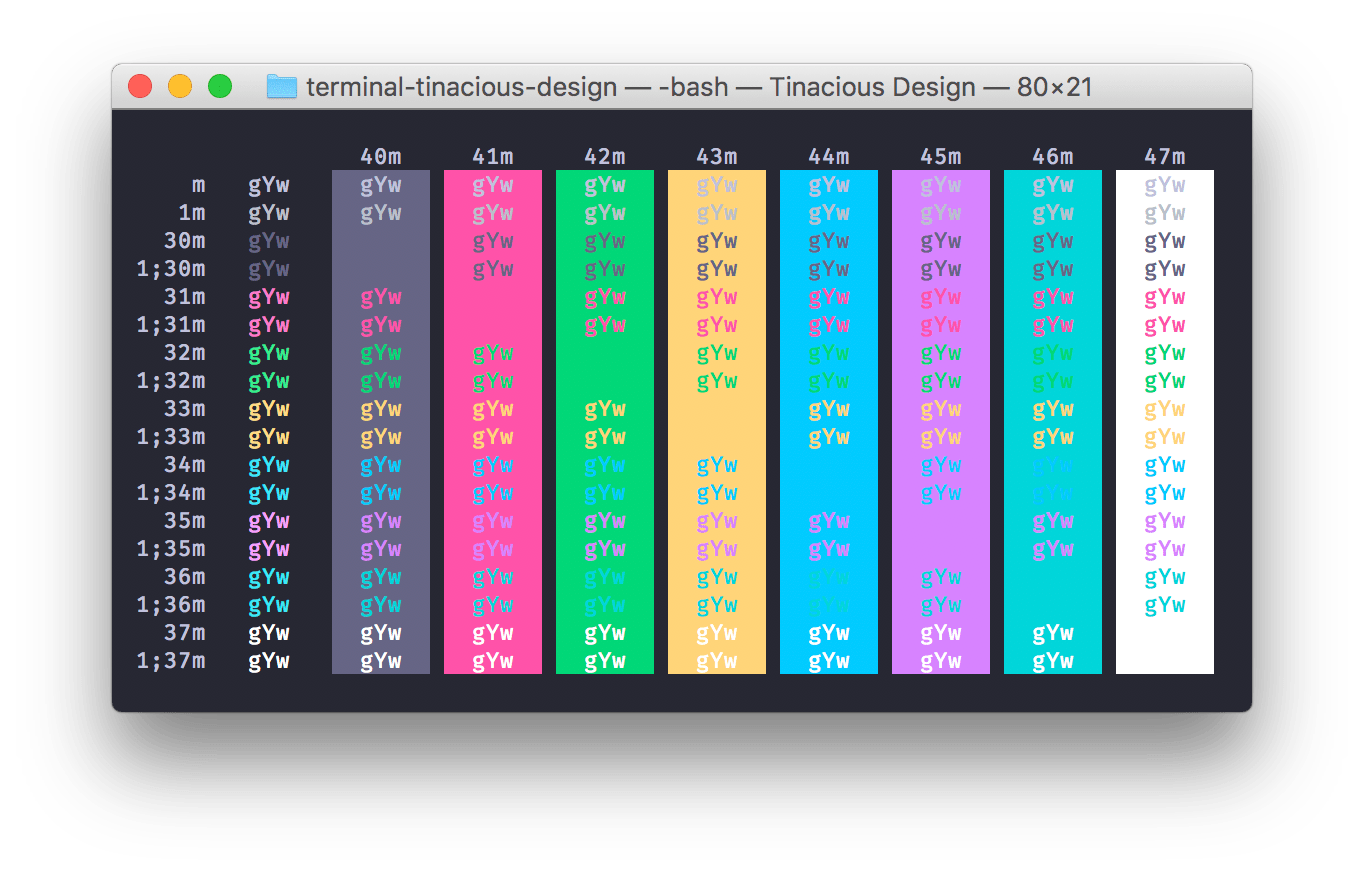 terminal-tinacious-design — -bash — Tinacious Design — 80×21
40m 41m 42m 43m 44m 45m 46m 47m
m gYw gYw gYw gYw gYw gYw gYw gYw gYw
1m gYw gYw gYw gYw gYw gYw gYw gYw gYw
30m gYw gYw gYw gYw gYw gYw gYw gYw
1;30m gYw gYw gYw gYw gYw gYw gYw gYw
31m gYw gYw gYw gYw gYw gYw gYw gYw
1;31m gYw gYw gYw gYw gYw gYw gYw gYw
32m gYw gYw gYw gYw gYw gYw gYw gYw
1;32m gYw gYw gYw gYw gYw gYw gYw gYw
33m gYw gYw gYw gYw gYw gYw gYw gYw
1;33m gYw gYw gYw gYw gYw gYw gYw gYw
34m gYw gYw gYw gYw gYw gYw gYw gYw
1;34m gYw gYw gYw gYw gYw gYw gYw gYw
35m gYw gYw gYw gYw gYw gYw gYw gYw
1;35m gYw gYw gYw gYw gYw gYw gYw gYw
36m gYw gYw gYw gYw gYw gYw gYw gYw
1;36m gYw gYw gYw gYw gYw gYw gYw gYw
37m gYw gYw gYw gYw gYw gYw gYw gYw
1;37m gYw gYw gYw gYw gYw gYw gYw gYw